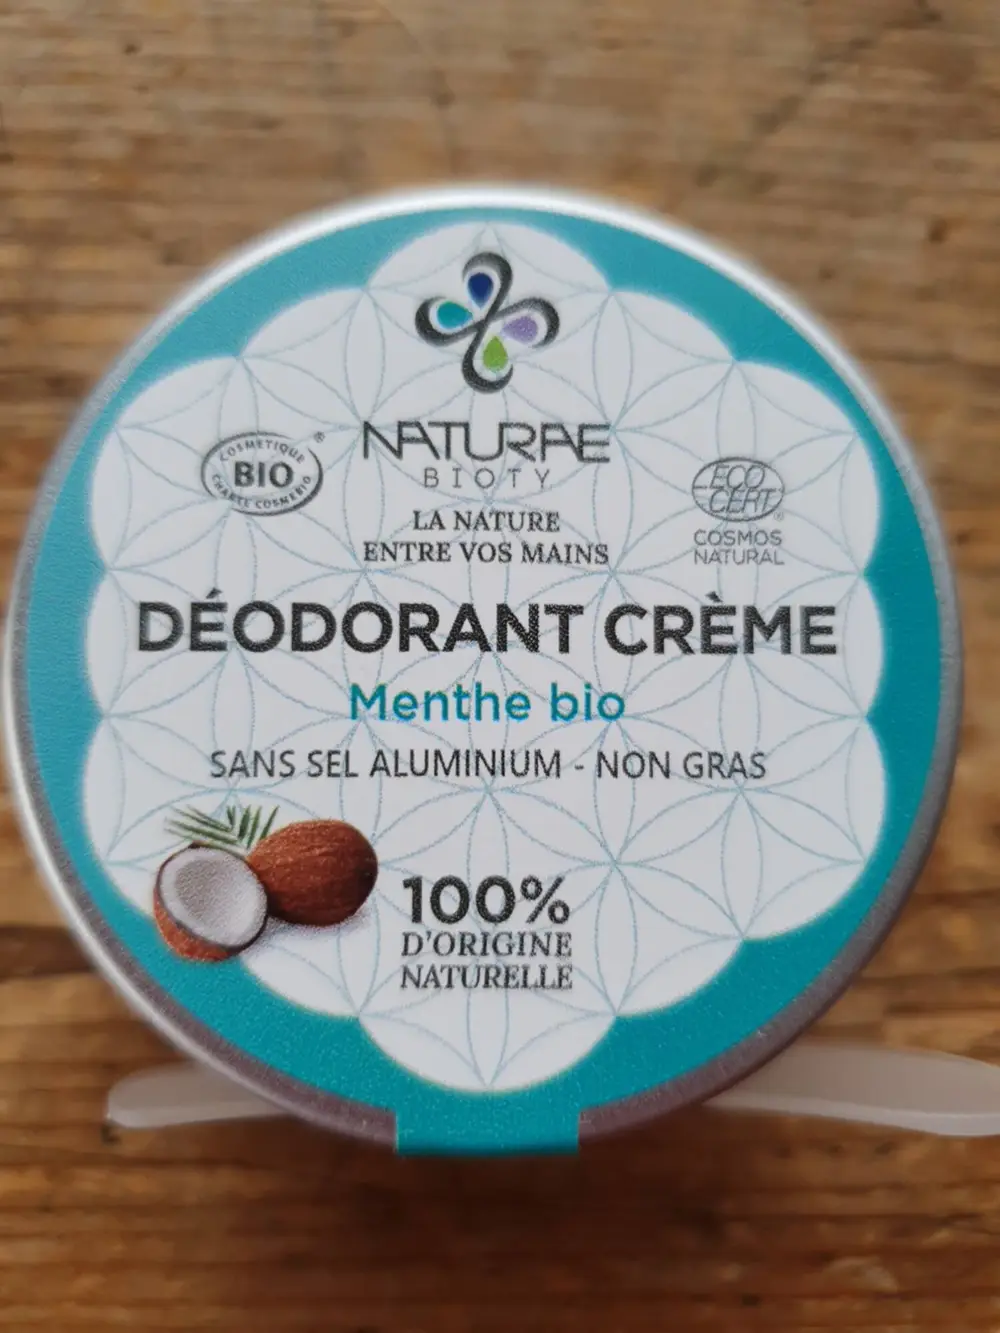 NATURAE
BIOTY
LA NATURE
ENTRE VOS MAINS
COSMÉTIQUE
BIO
CHARTE COSMEBIO
®
ECO
CERT
®
COSMOS
NATURAL
DÉODORANT CRÈME
Menthe bio
SANS SEL ALUMINIUM - NON GRAS
100%
D'ORIGINE
NATURELLE